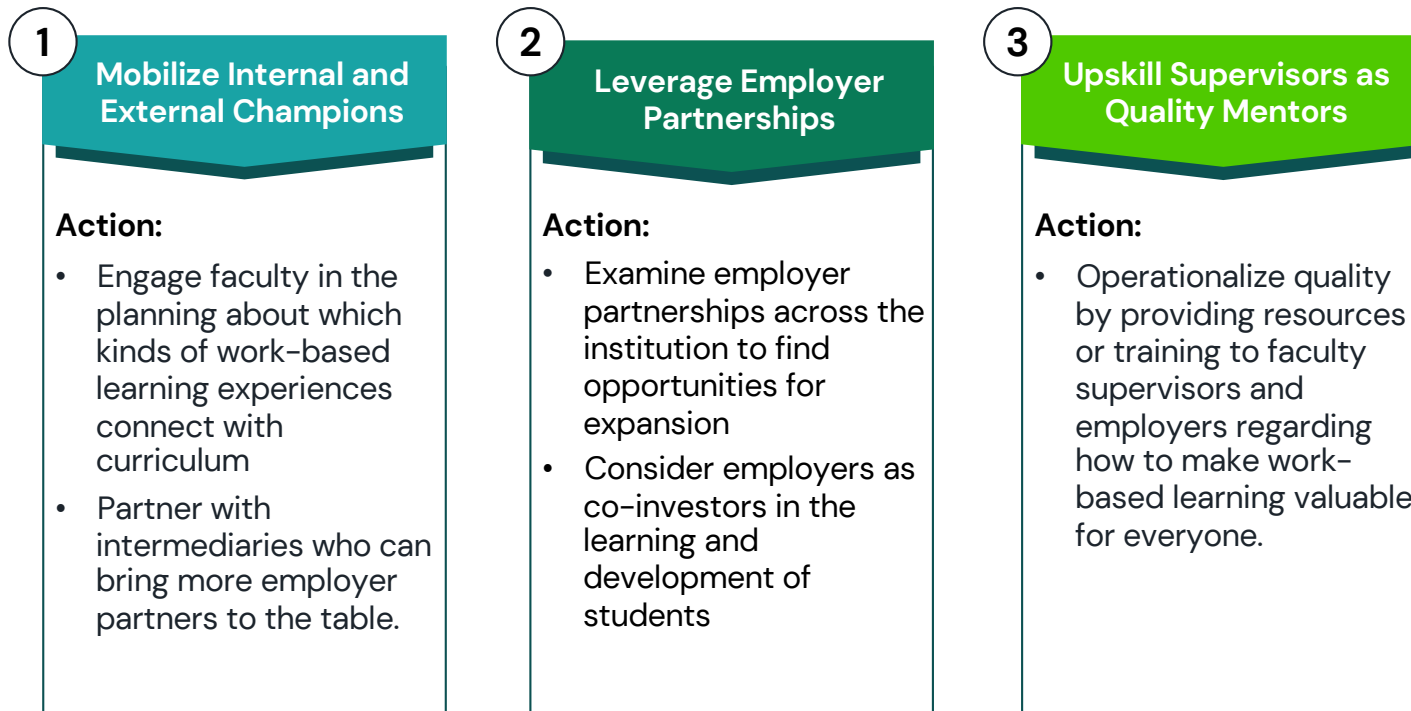 1
Mobilize Internal and
External Champions
Action:
• Engage faculty in the
planning about which
kinds of work-based
learning experiences
connect with
curriculum
• Partner with
intermediaries who can
bring more employer
partners to the table.
2
Leverage Employer
Partnerships
Action:
• Examine employer
partnerships across the
institution to find
opportunities for
expansion
• Consider employers as
co-investors in the
learning and
development of
students
3
Upskill Supervisors as
Quality Mentors
Action:
• Operationalize quality
by providing resources
or training to faculty
supervisors and
employers regarding
how to make work-
based learning valuable
for everyone.